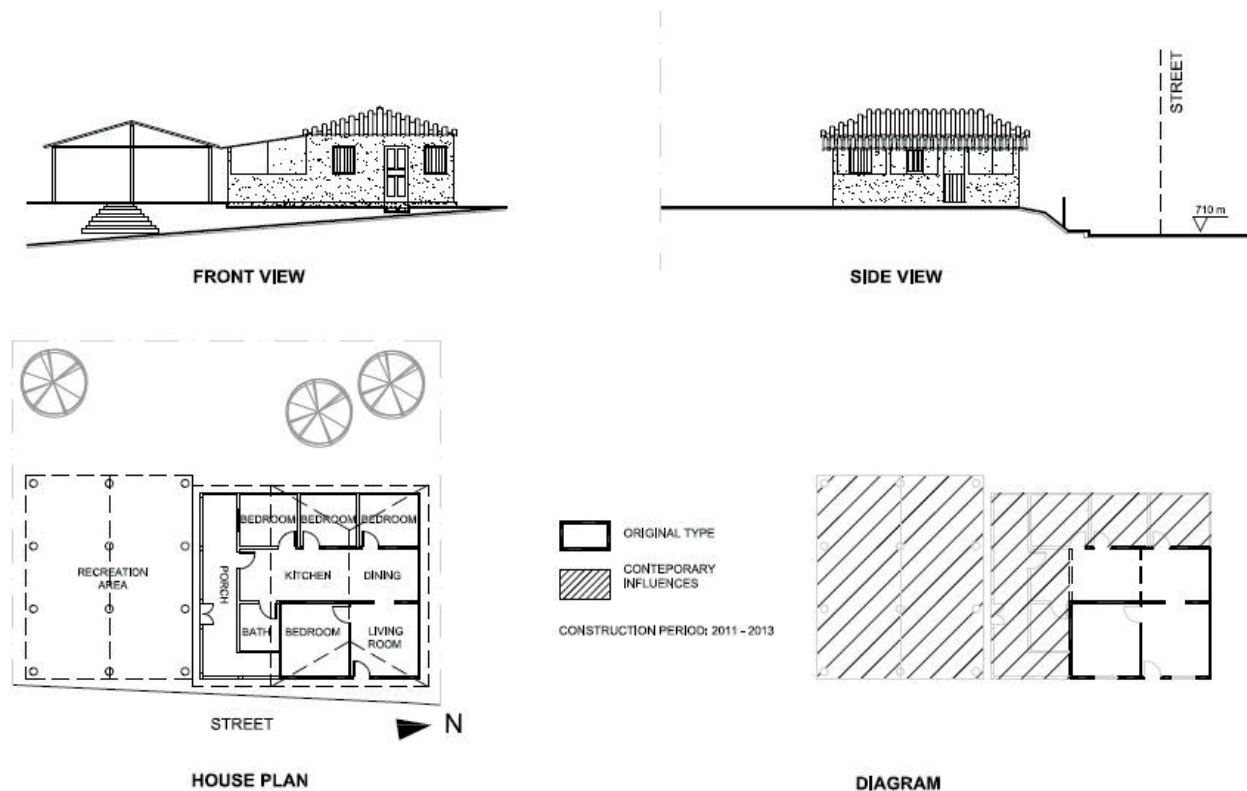 STREET
710 m
FRONT VIEW
SIDE VIEW
BEDROOM
BEDROOM
BEDROOM
RECREATION
AREA
PORCH
KITCHEN
DINING
BATH
BEDROOM
LIVING
ROOM
STREET
N
HOUSE PLAN
ORIGINAL TYPE
CONTEPORARY
INFLUENCES
CONSTRUCTION PERIOD: 2011 - 2013
DIAGRAM